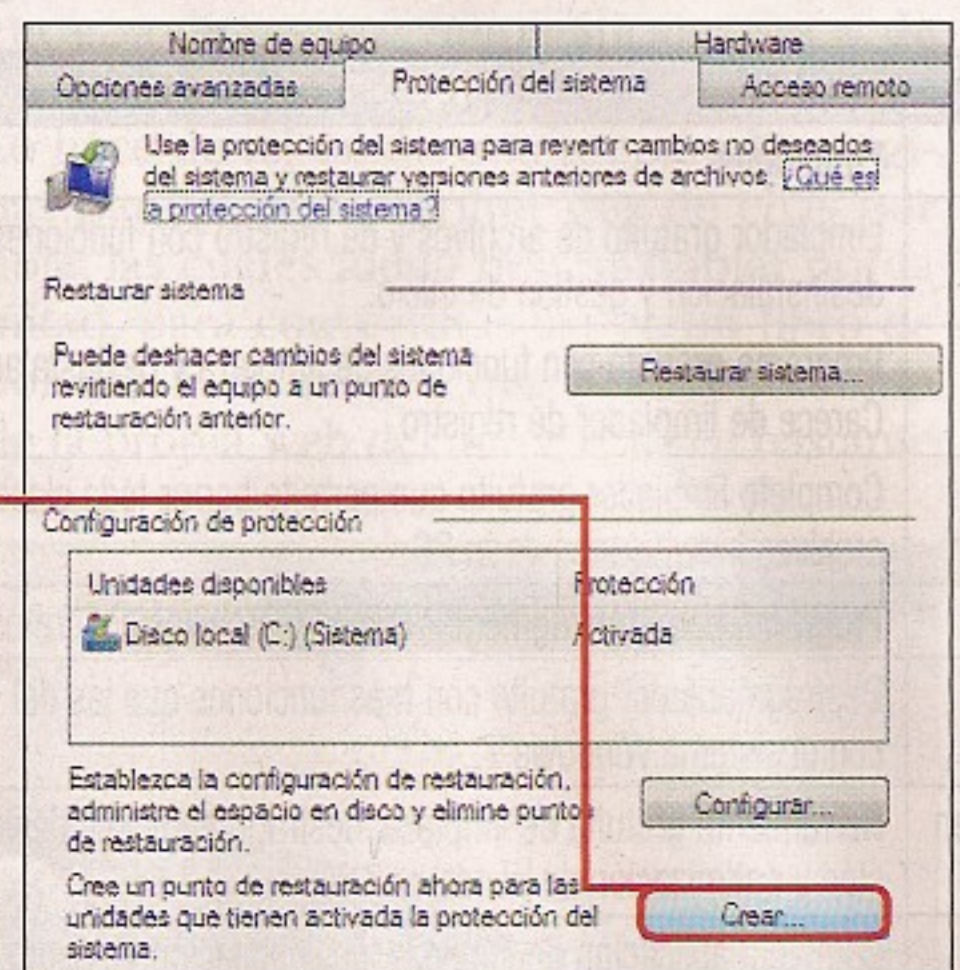 Nombre de equipo
Hardware
Opciones avanzadas
Protección del sistema
Acceso remoto
Use la protección del sistema para revertir cambios no deseados
del sistema y restaurar versiones anteriores de archivos. ¿Qué es
la protección del sistema?
Restaurar sistema
Puede deshacer cambios del sistema
revirtiendo el equipo a un punto de
restauración anterior.
Restaurar sistema...
Configuración de protección
Unidades disponibles
Protección
Disco local (C:) (Sistema)
Activada
Establezca la configuración de restauración,
administre el espacio en disco y elimine puntos
de restauración.
Configurar...
Cree un punto de restauración ahora para las
unidades que tienen activada la protección del
sistema.
Crear...